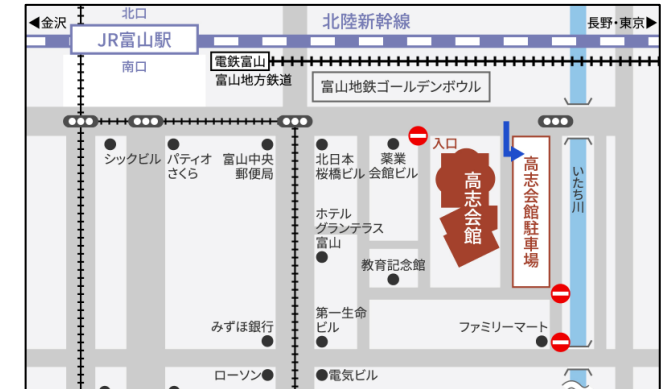 ◀金沢
北口
北陸新幹線
長野・東京▶
JR富山駅
南口
電鉄富山
富山地方鉄道
富山地鉄ゴールデンボウル
入口
シックビル
パティオ
さくら
富山中央
郵便局
北日本
桜橋ビル
薬業
会館ビル
高志会館
高志会館駐車場
いたち川
ホテル
グランテラス
富山
教育記念館
みずほ銀行
第一生命
ビル
ファミリーマート
ローソン
電気ビル